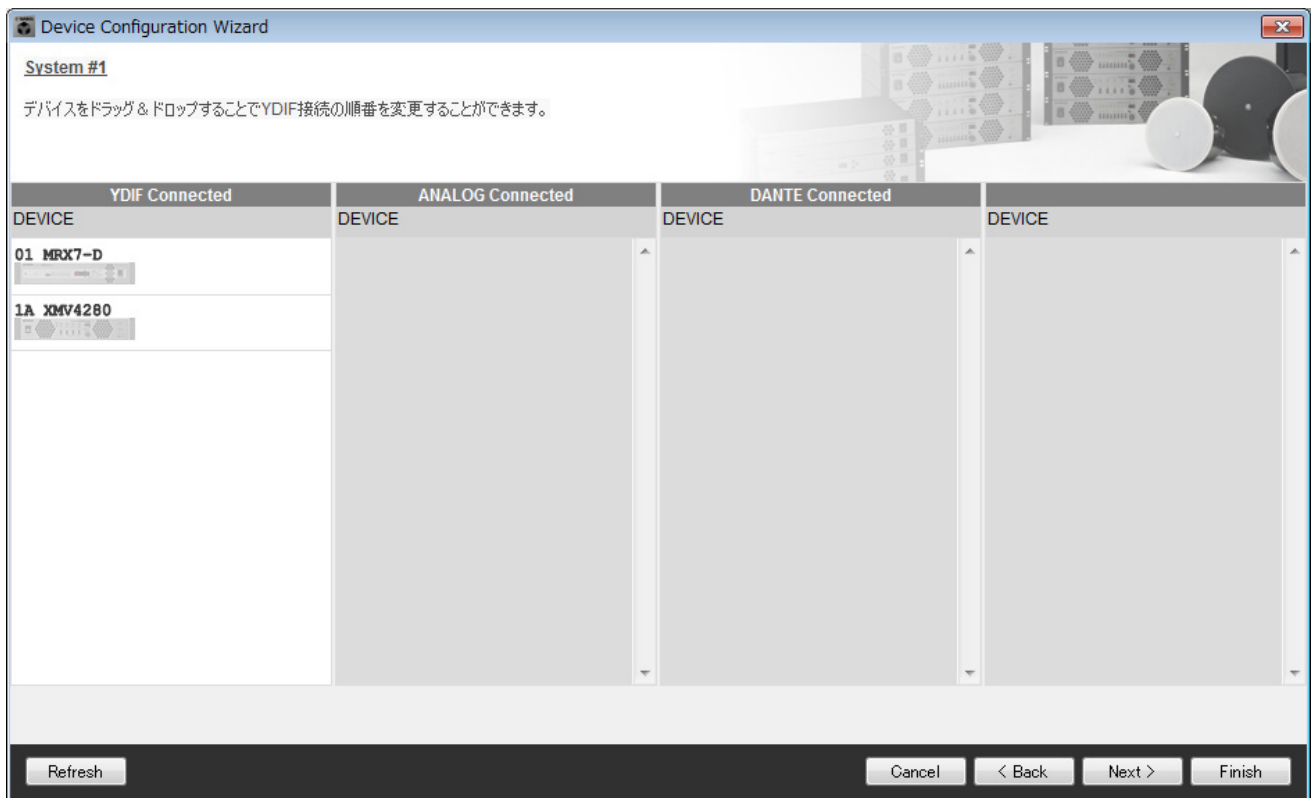 Device Configuration Wizard
System #1
デバイスをドラッグ&ドロップすることでYDIF接続の順番を変更することができます。
YDIF Connected ANALOG Connected DANTE Connected
DEVICE DEVICE DEVICE DEVICE
01 MRX7-D
1A XMV4280
Refresh Cancel < Back Next > Finish